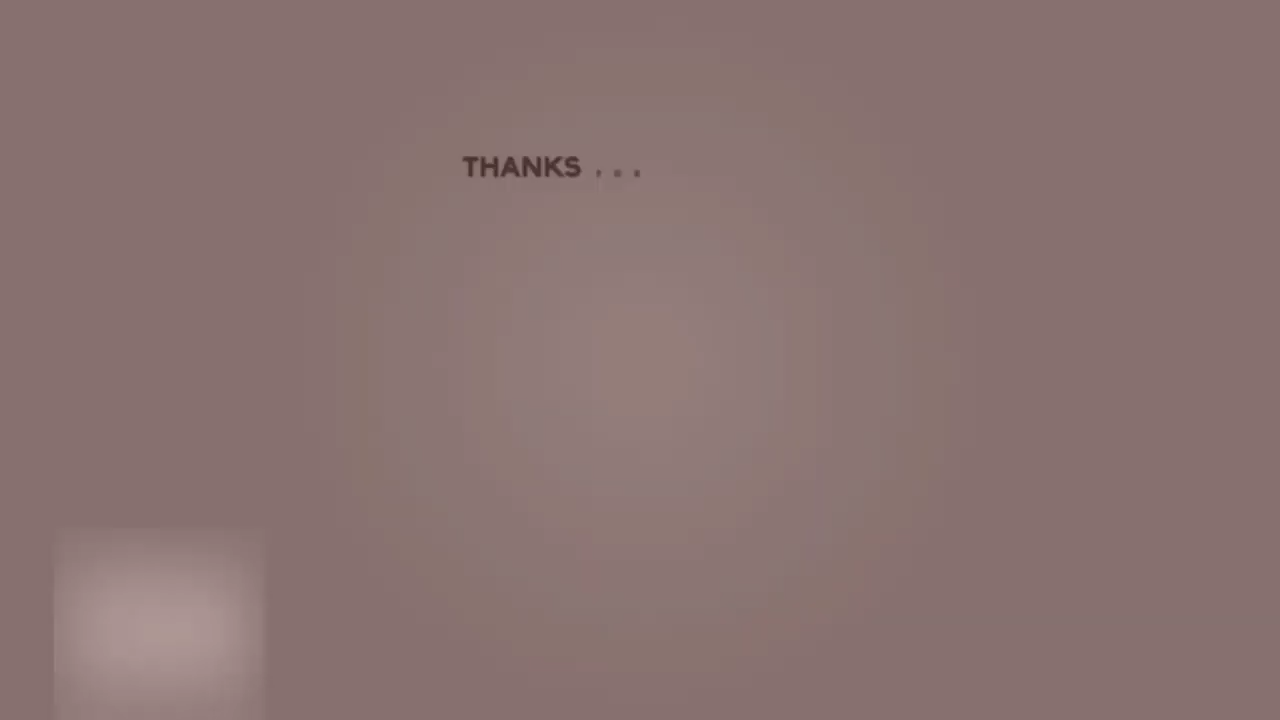 THANKS . . .